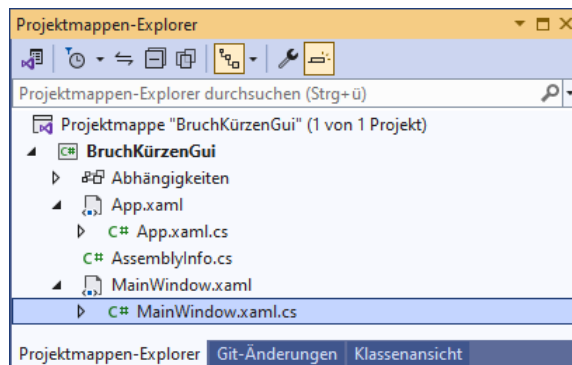 Projektmappen-Explorer
Projektmappen-Explorer durchsuchen (Strg+ü)
Projektmappe "BruchKürzenGui" (1 von 1 Projekt)
C# BruchKürzenGui
Abhängigkeiten
App.xaml
C# App.xaml.cs
C# AssemblyInfo.cs
MainWindow.xaml
C# MainWindow.xaml.cs
Projektmappen-Explorer Git-Änderungen Klassenansicht